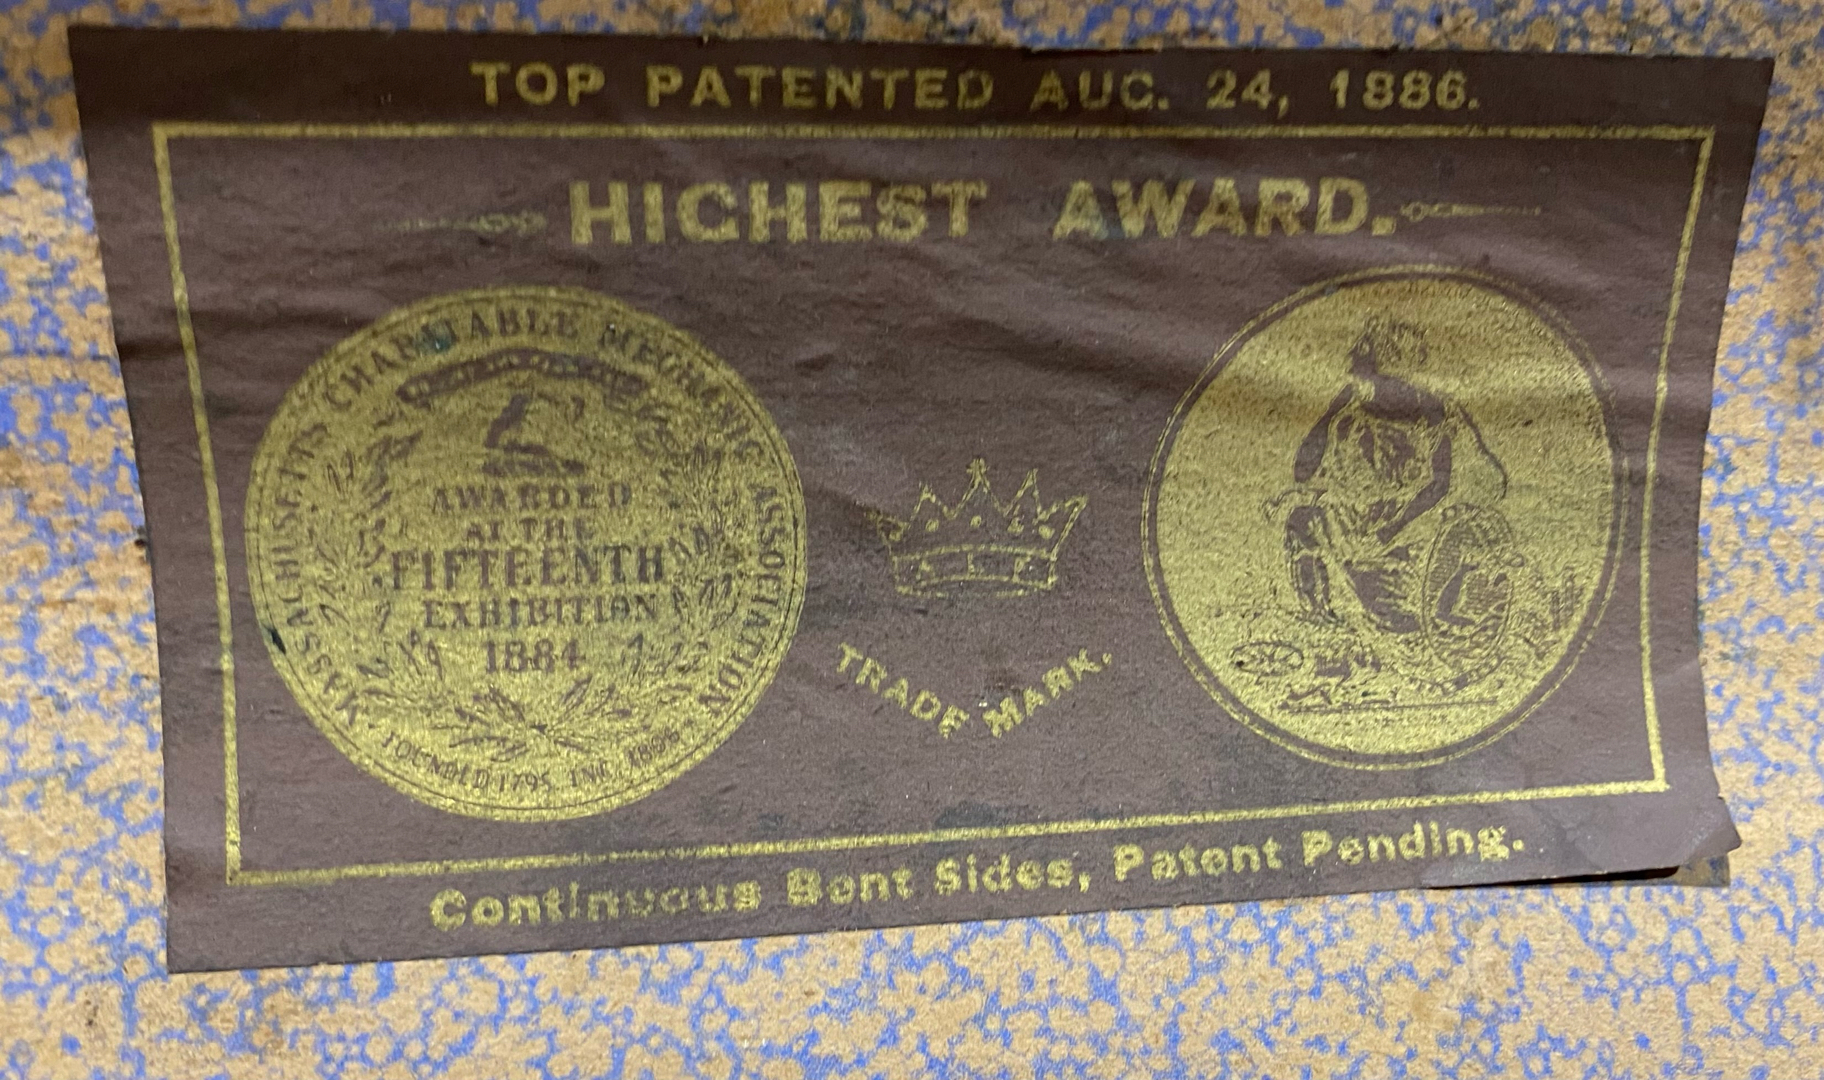 TOP PATENTED AUG. 24, 1886.
HIGHEST AWARD.
MASSACHUSETTS CHARITABLE MECHANIC ASSOCIATION
AWARDED
AT THE
FIFTEENTH
EXHIBITION
1884
FOUNDED 1795. INC.
TRADE MARK.
Continuous Bent Sides, Patent Pending.